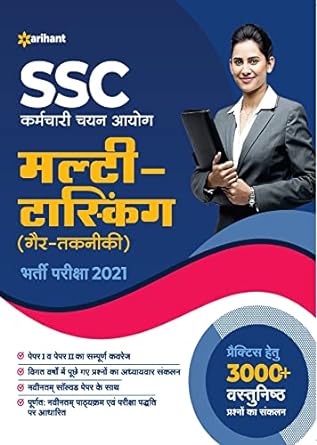 arihant
SSC
कर्मचारी चयन आयोग
मल्टी-
टास्किंग
(गैर-तकनीकी)
भर्ती परीक्षा 2021
पेपर I व पेपर II का सम्पूर्ण कवरेज
विगत वर्षों में पूछे गए प्रश्नों का अध्यायवार संकलन
नवीनतम सॉल्वड पेपर के साथ
पूर्णत: नवीनतम पाठ्यक्रम एवं परीक्षा पद्धति
पर आधारित
प्रैक्टिस हेतु
3000+
वस्तुनिष्ठ
प्रश्नों का संकलन